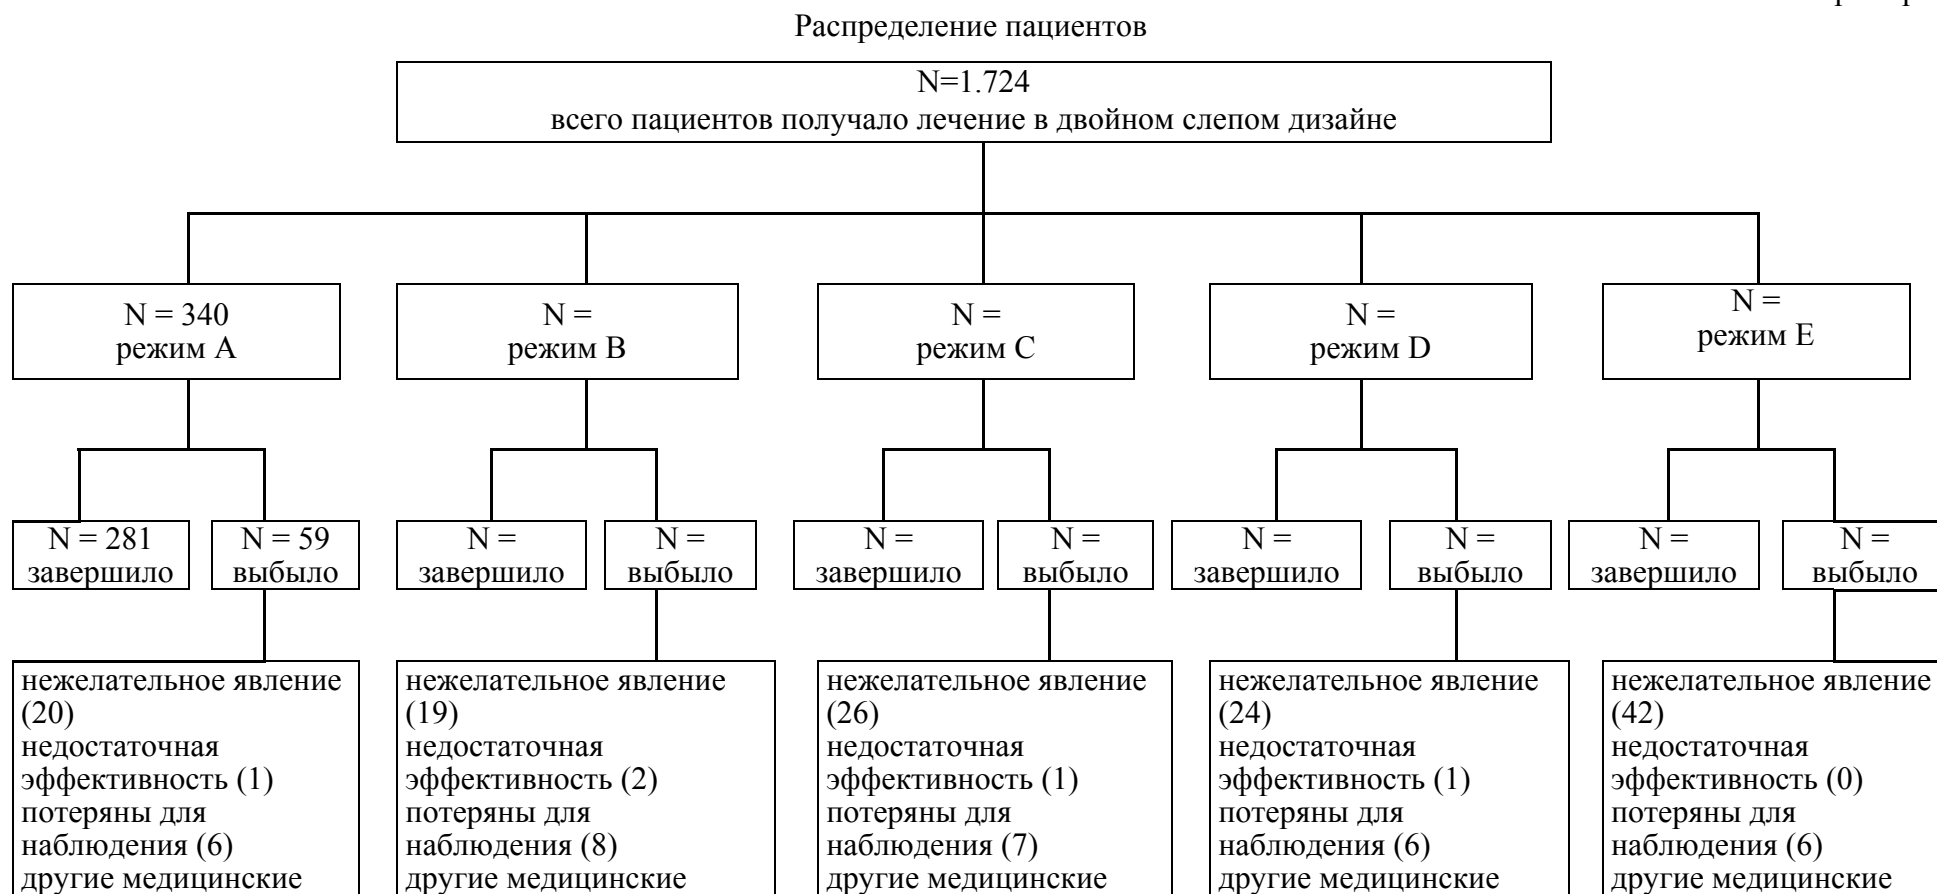 Распределение пациентов
N=1.724
всего пациентов получало лечение в двойном слепом дизайне
N = 340
режим A
N =
режим B
N =
режим C
N =
режим D
N =
режим E
N = 281
завершило
N = 59
выбыло
N =
завершило
N =
выбыло
N =
завершило
N =
выбыло
N =
завершило
N =
выбыло
N =
завершило
N =
выбыло
нежелательное явление
(20)
недостаточная
эффективность (1)
потеряны для
наблюдения (6)
другие медицинские
нежелательное явление
(19)
недостаточная
эффективность (2)
потеряны для
наблюдения (8)
другие медицинские
нежелательное явление
(26)
недостаточная
эффективность (1)
потеряны для
наблюдения (7)
другие медицинские
нежелательное явление
(24)
недостаточная
эффективность (1)
потеряны для
наблюдения (6)
другие медицинские
нежелательное явление
(42)
недостаточная
эффективность (0)
потеряны для
наблюдения (6)
другие медицинские